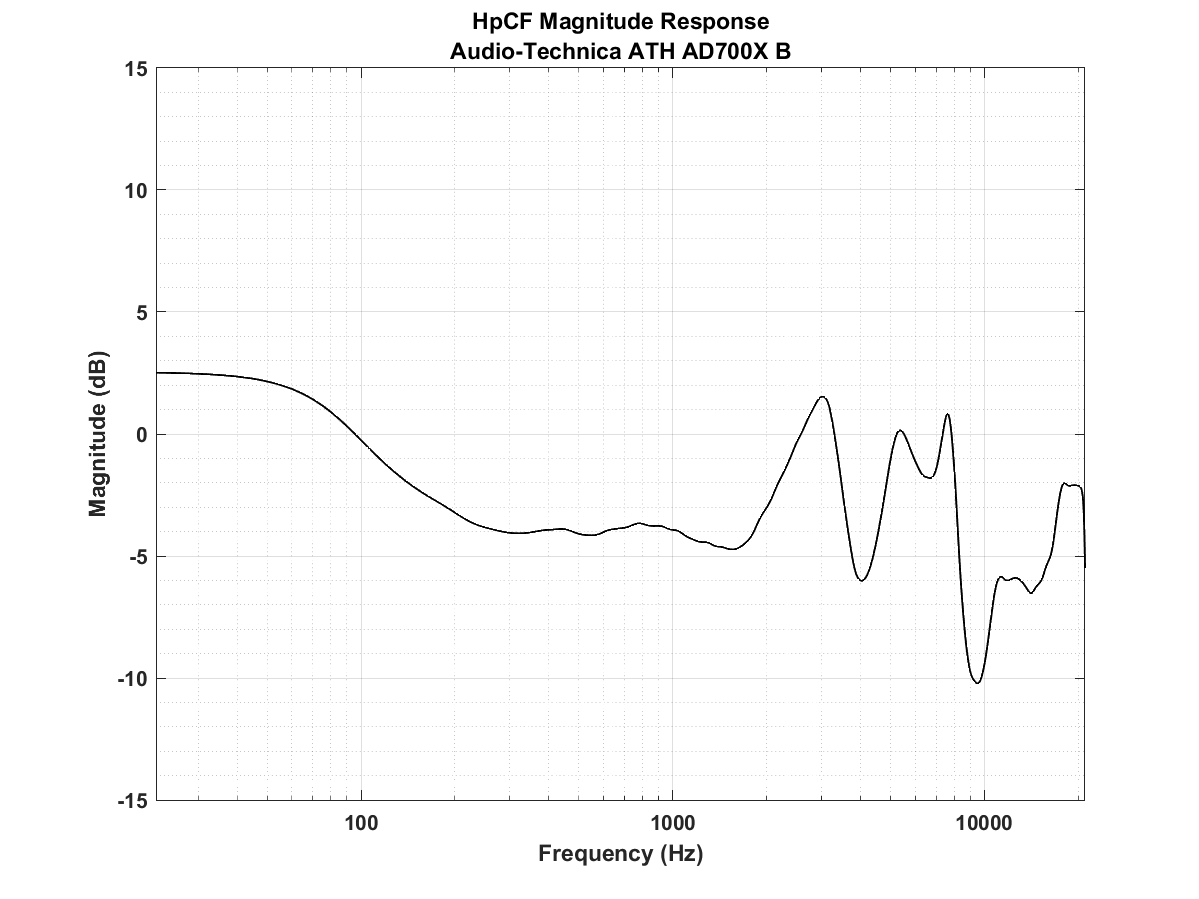 HpCF Magnitude Response
Audio-Technica ATH AD700X B
15
10
5
0
-5
-10
-15
Magnitude (dB)
100
1000
10000
Frequency (Hz)